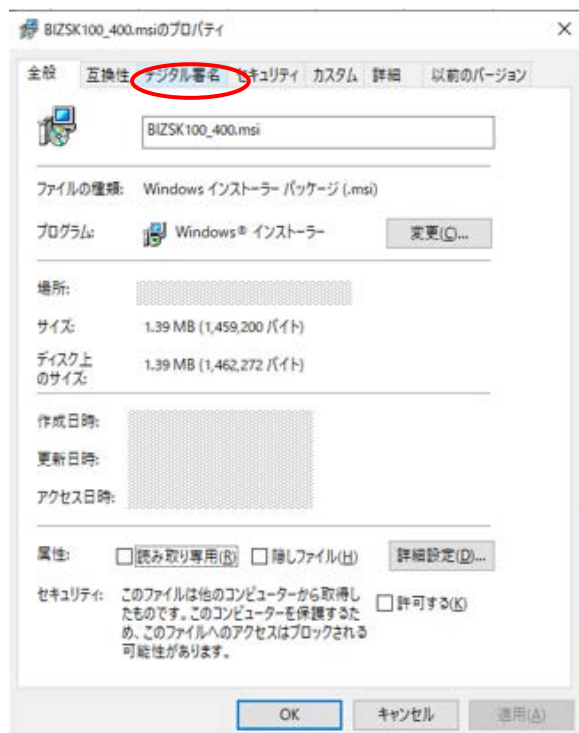 BIZSK100_400.msiのプロパティ
全般 互換性 デジタル署名 セキュリティ カスタム 詳細 以前のバージョン
BIZSK100_400.msi
ファイルの種類: Windows インストーラー パッケージ (.msi)
プログラム: Windows® インストーラー 変更(C)...
場所:
サイズ: 1.39 MB (1,459,200 バイト)
ディスク上
のサイズ: 1.39 MB (1,462,272 バイト)
作成日時:
更新日時:
アクセス日時:
属性: 読み取り専用(R) 隠しファイル(H) 詳細設定(D)...
セキュリティ: このファイルは他のコンピューターから取得し
たものです。このコンピューターを保護するため
、このファイルへのアクセスはブロックされる
可能性があります。
許可する(K)
OK キャンセル 適用(A)